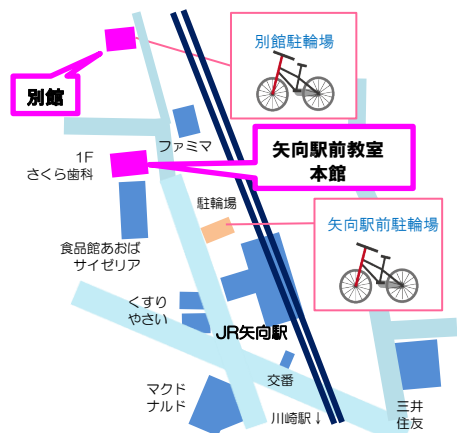 別館駐輪場
別館
ファミマ
1F
さくら歯科
矢向駅前教室
本館
駐輪場
矢向駅前駐輪場
食品館あおば
サイゼリア
くすり
やさい
JR矢向駅
交番
マクド
ナルド
川崎駅↓
三井
住友